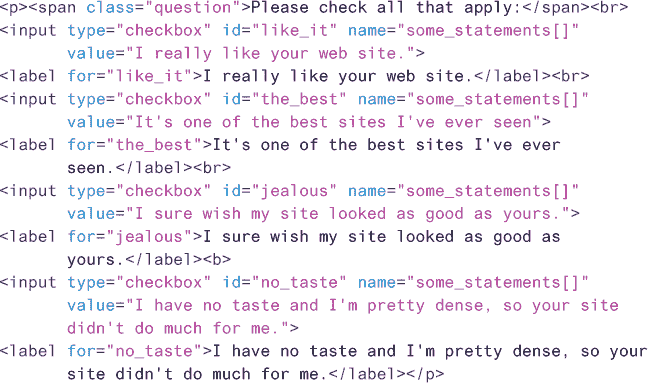 <p><span class="question">Please check all that apply:</span><br>
<input type="checkbox" id="like_it" name="some_statements[]"
value="I really like your web site.">
<label for="like_it">I really like your web site.</label><br>
<input type="checkbox" id="the_best" name="some_statements[]"
value="It's one of the best sites I've ever seen">
<label for="the_best">It's one of the best sites I've ever
seen.</label><br>
<input type="checkbox" id="jealous" name="some_statements[]"
value="I sure wish my site looked as good as yours.">
<label for="jealous">I sure wish my site looked as good as
yours.</label><b>
<input type="checkbox" id="no_taste" name="some_statements[]"
value="I have no taste and I'm pretty dense, so your site
didn't do much for me.">
<label for="no_taste">I have no taste and I'm pretty dense, so your
site didn't do much for me.</label></p>